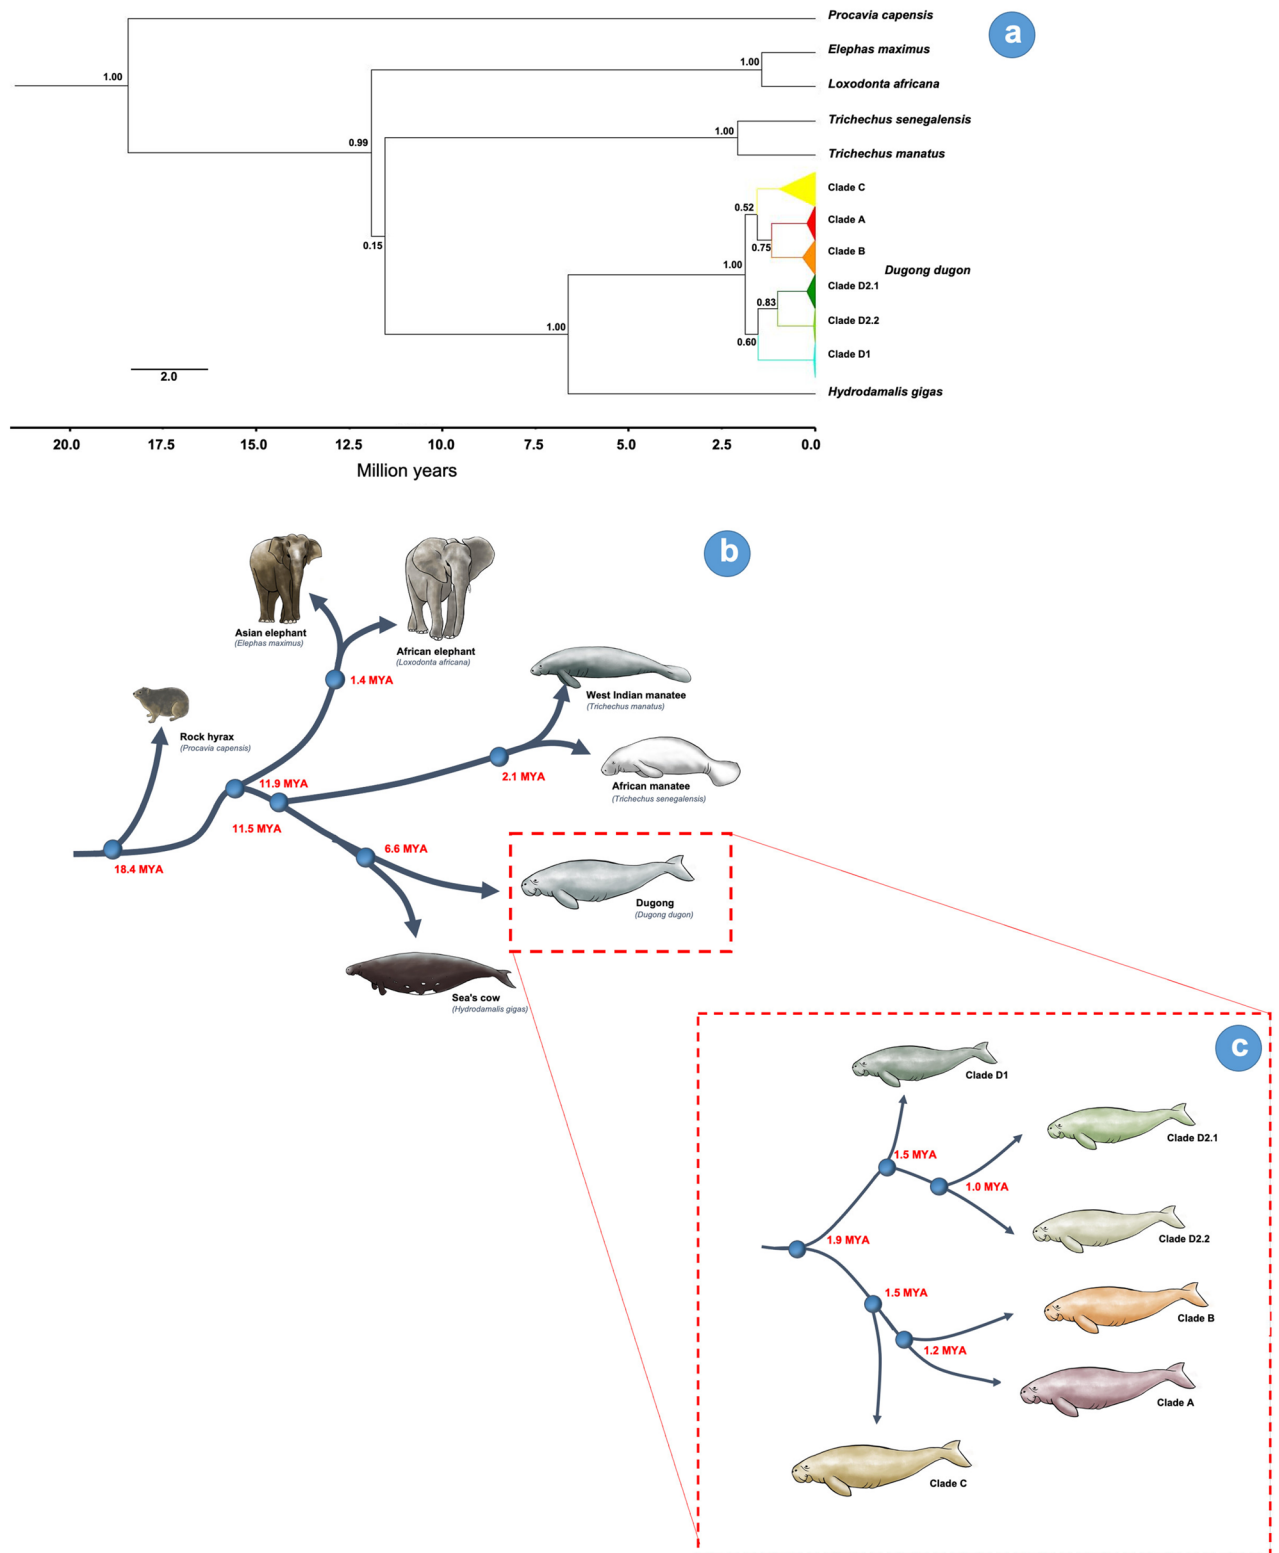 a
Procavia capensis
Elephas maximus
1.00
1.00
Loxodonta africana
Trichechus senegalensis
1.00
0.99
Trichechus manatus
Clade C
0.52
Clade A
0.15
0.75
Clade B
1.00
Dugong dugon
Clade D2.1
0.83
Clade D2.2
1.00
0.60
Clade D1
2.0
Hydrodamalis gigas
20.0 17.5 15.0 12.5 10.0 7.5 5.0 2.5 0.0
Million years
b
Asian elephant
(Elephas maximus)
African elephant
(Loxodonta africana)
1.4 MYA
West Indian manatee
(Trichechus manatus)
Rock hyrax
(Procavia capensis)
2.1 MYA
11.9 MYA
African manatee
(Trichechus senegalensis)
11.5 MYA
6.6 MYA
18.4 MYA
Dugong
(Dugong dugon)
Sea's cow
(Hydrodamalis gigas)
c
Clade D1
Clade D2.1
1.5 MYA
1.0 MYA
1.9 MYA
Clade D2.2
1.5 MYA
Clade B
1.2 MYA
Clade A
Clade C